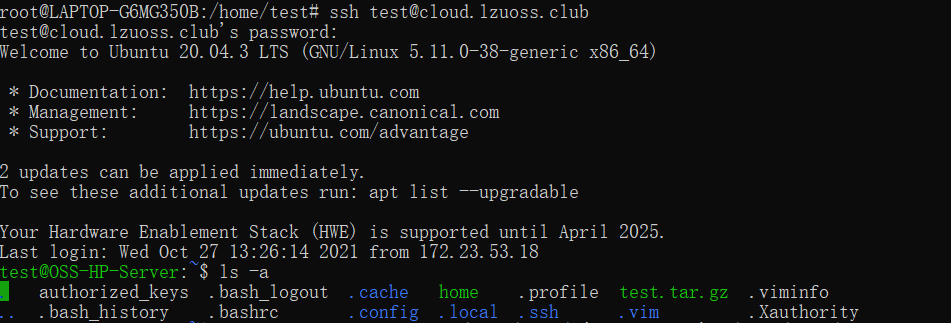 root@LAPTOP-G6MG350B:/home/test# ssh test@cloud.lzuoss.club
test@cloud.lzuoss.club's password:
Welcome to Ubuntu 20.04.3 LTS (GNU/Linux 5.11.0-38-generic x86_64)
* Documentation:  https://help.ubuntu.com
* Management:     https://landscape.canonical.com
* Support:        https://ubuntu.com/advantage
2 updates can be applied immediately.
To see these additional updates run: apt list --upgradable
Your Hardware Enablement Stack (HWE) is supported until April 2025.
Last login: Wed Oct 27 13:26:14 2021 from 172.23.53.18
test@OSS-HP-Server:~$ ls -a
.   authorized_keys  .bash_logout  .cache   home    .profile  test.tar.gz  .viminfo
..  .bash_history    .bashrc       .config  .local  .ssh      .vim         .Xauthority